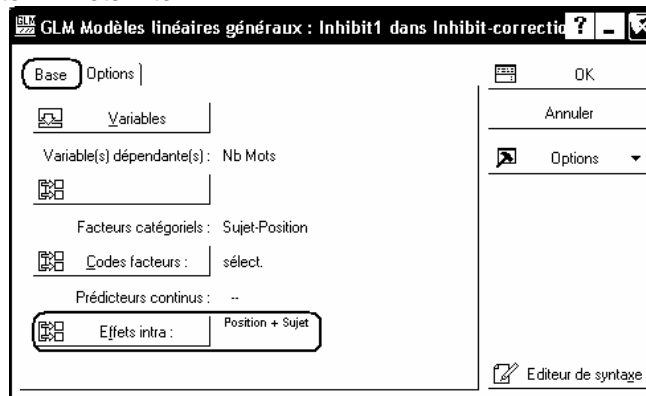 GLM Modèles linéaires généraux : Inhibit1 dans Inhibit-correctio
Base Options
Variables
Variable(s) dépendante(s) : Nb Mots
Facteurs catégoriels : Sujet-Position
Codes facteurs : sélect.
Prédicteurs continus : --
Effets intra : Position + Sujet
OK
Annuler
Options
Editeur de syntaxe